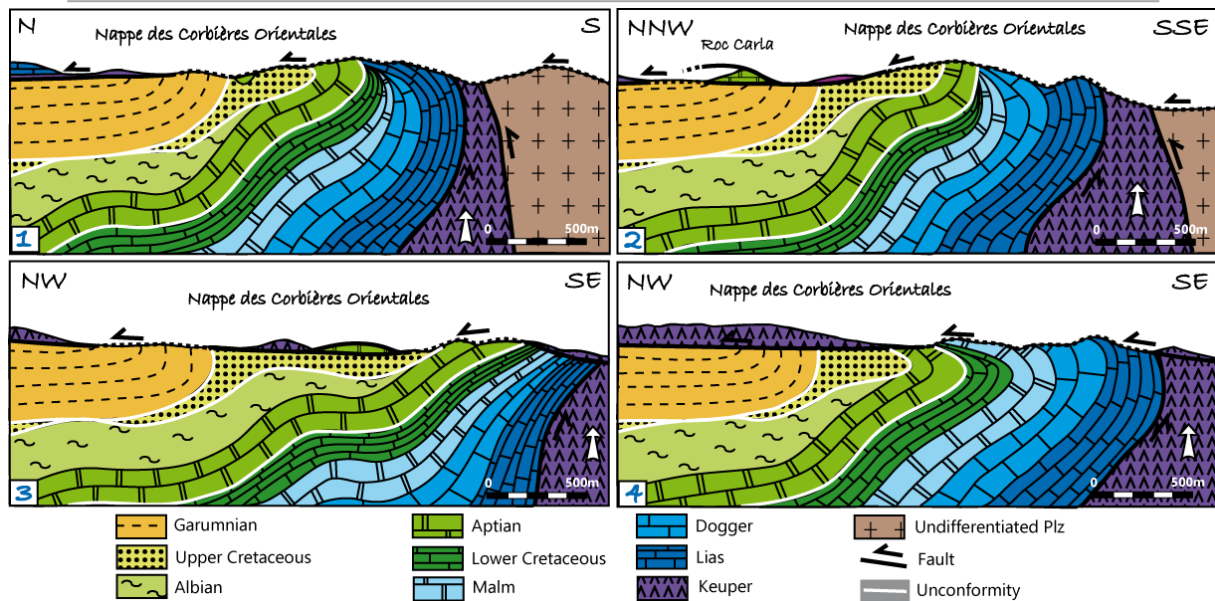 N
Nappe des Corbières Orientales
S
1
0
500m
NNW
Nappe des Corbières Orientales
SSE
Roc Carla
2
0
500m
NW
Nappe des Corbières Orientales
SE
3
0
500m
NW
Nappe des Corbières Orientales
SE
4
0
500m
Garumnian
Upper Cretaceous
Albian
Aptian
Lower Cretaceous
Malm
Dogger
Lias
Keuper
Undifferentiated Plz
Fault
Unconformity